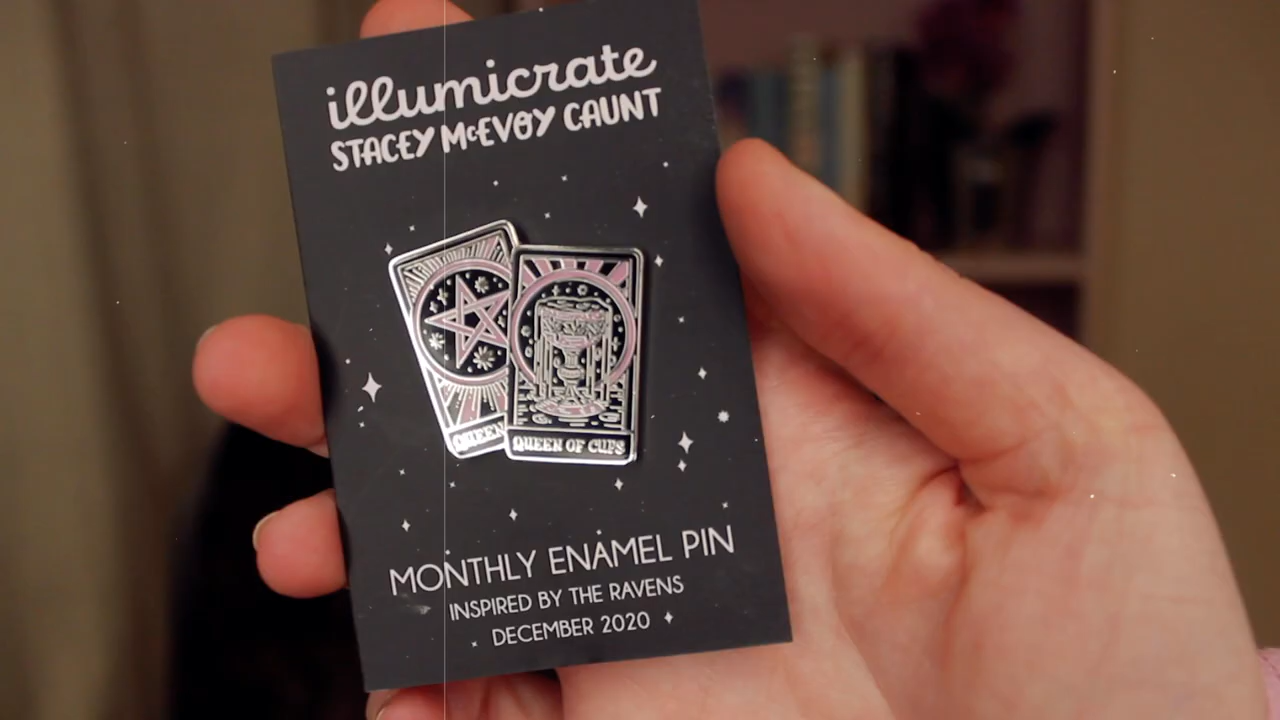 illumicrate
STACEY McEVOY CAUNT
QUEEN
QUEEN OF CUPS
MONTHLY ENAMEL PIN
INSPIRED BY THE RAVENS
DECEMBER 2020